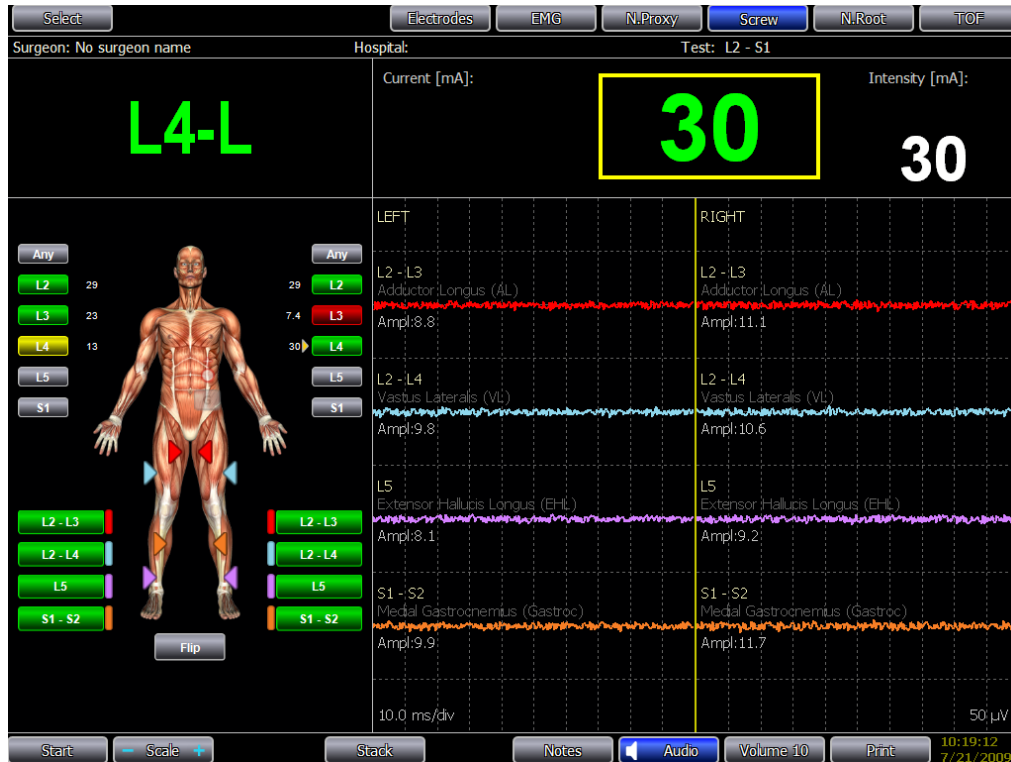 Select Electrodes EMG N.Proxy Screw N.Root TOF
Surgeon: No surgeon name Hospital: Test: L2 - S1
Current [mA]: Intensity [mA]:
L4-L 30 30
LEFT RIGHT
Any Any
L2 29 29 L2
L3 23 7.4 L3
L4 13 30 L4
L5 L5
S1 S1
L2 - L3 L2 - L3
Adductor Longus (AL) Adductor Longus (AL)
Ampl:8.8 Ampl:11.1
L2 - L4 L2 - L4
Vastus Lateralis (VL) Vastus Lateralis (VL)
Ampl:9.8 Ampl:10.6
L5 L5
Extensor Hallucis Longus (EHL) Extensor Hallucis Longus (EHL)
Ampl:8.1 Ampl:9.2
S1 - S2 S1 - S2
Medial Gastrocnemius (Gastroc) Medial Gastrocnemius (Gastroc)
Ampl:9.9 Ampl:11.7
L2 - L3 L2 - L3
L2 - L4 L2 - L4
L5 L5
S1 - S2 S1 - S2
Flip
10.0 ms/div 50 µV
Start - Scale + Stack Notes Audio Volume 10 Print 10:19:12
7/21/2009